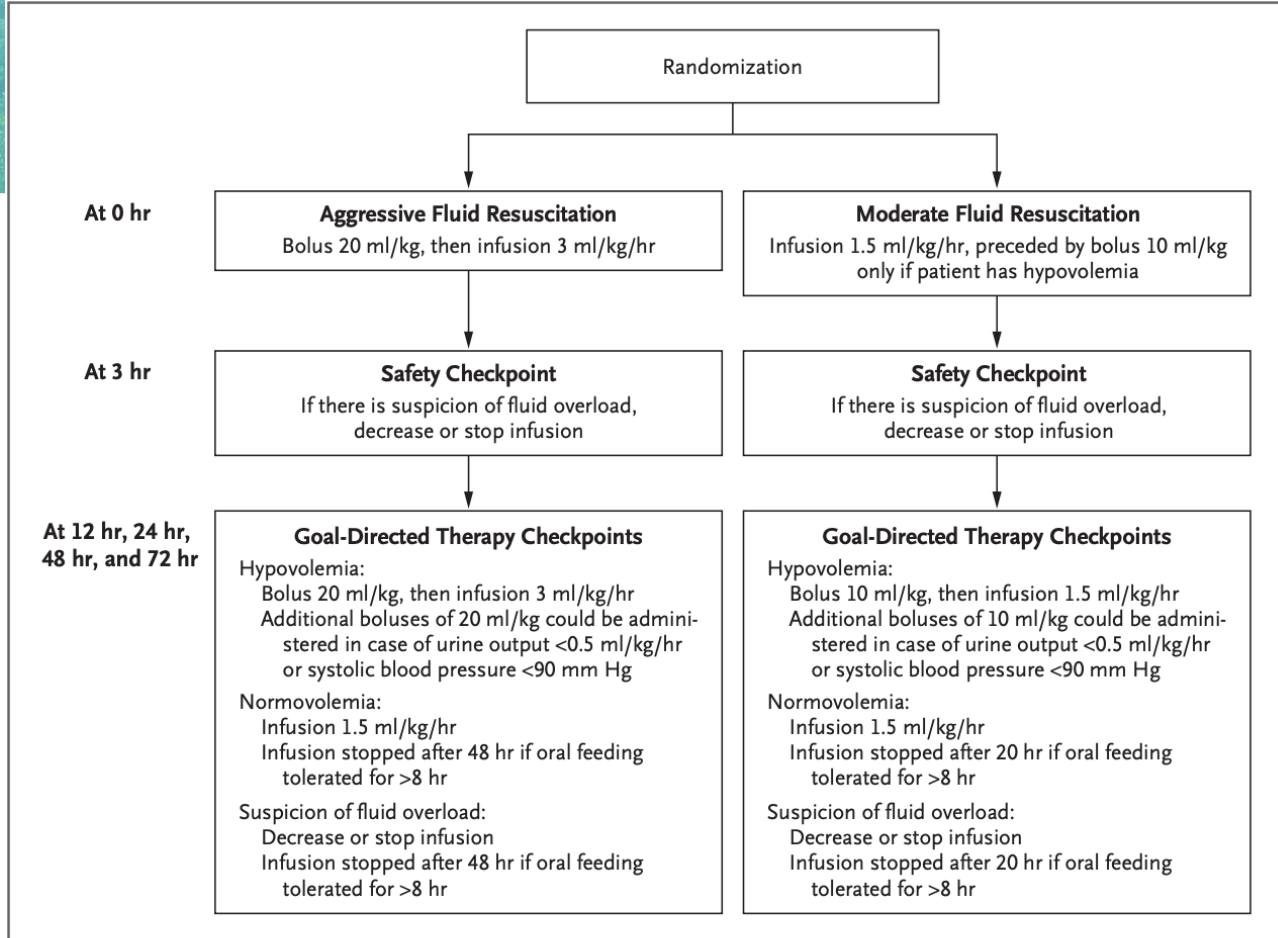 Randomization
At 0 hr
Aggressive Fluid Resuscitation
Bolus 20 ml/kg, then infusion 3 ml/kg/hr
Moderate Fluid Resuscitation
Infusion 1.5 ml/kg/hr, preceded by bolus 10 ml/kg
only if patient has hypovolemia
At 3 hr
Safety Checkpoint
If there is suspicion of fluid overload,
decrease or stop infusion
Safety Checkpoint
If there is suspicion of fluid overload,
decrease or stop infusion
At 12 hr, 24 hr,
48 hr, and 72 hr
Goal-Directed Therapy Checkpoints
Hypovolemia:
Bolus 20 ml/kg, then infusion 3 ml/kg/hr
Additional boluses of 20 ml/kg could be admini-
stered in case of urine output <0.5 ml/kg/hr
or systolic blood pressure <90 mm Hg
Normovolemia:
Infusion 1.5 ml/kg/hr
Infusion stopped after 48 hr if oral feeding
tolerated for >8 hr
Suspicion of fluid overload:
Decrease or stop infusion
Infusion stopped after 48 hr if oral feeding
tolerated for >8 hr
Goal-Directed Therapy Checkpoints
Hypovolemia:
Bolus 10 ml/kg, then infusion 1.5 ml/kg/hr
Additional boluses of 10 ml/kg could be admini-
stered in case of urine output <0.5 ml/kg/hr
or systolic blood pressure <90 mm Hg
Normovolemia:
Infusion 1.5 ml/kg/hr
Infusion stopped after 20 hr if oral feeding
tolerated for >8 hr
Suspicion of fluid overload:
Decrease or stop infusion
Infusion stopped after 20 hr if oral feeding
tolerated for >8 hr